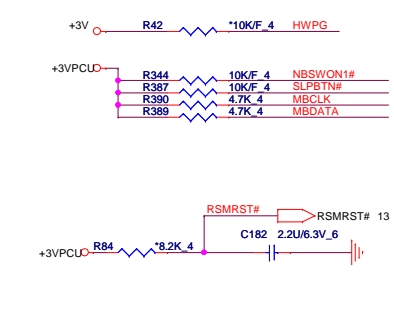 +3V R42 *10K/F_4 HWPG
+3VPCU
R344 10K/F_4 NBSWON1#
R387 10K/F_4 SLPBTN#
R390 4.7K_4 MBCLK
R389 4.7K_4 MBDATA
RSMRST# RSMRST# 13
C182 2.2U/6.3V_6
+3VPCU R84 *8.2K_4